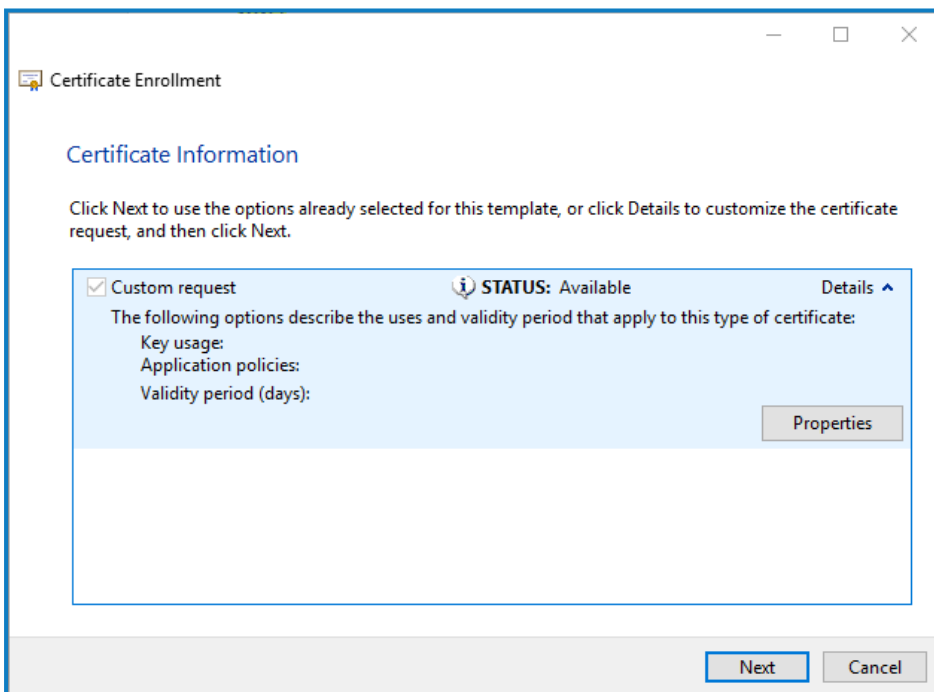 Certificate Enrollment
Certificate Information
Click Next to use the options already selected for this template, or click Details to customize the certificate
request, and then click Next.
Custom request STATUS: Available Details
The following options describe the uses and validity period that apply to this type of certificate:
Key usage:
Application policies:
Validity period (days):
Properties
Next Cancel